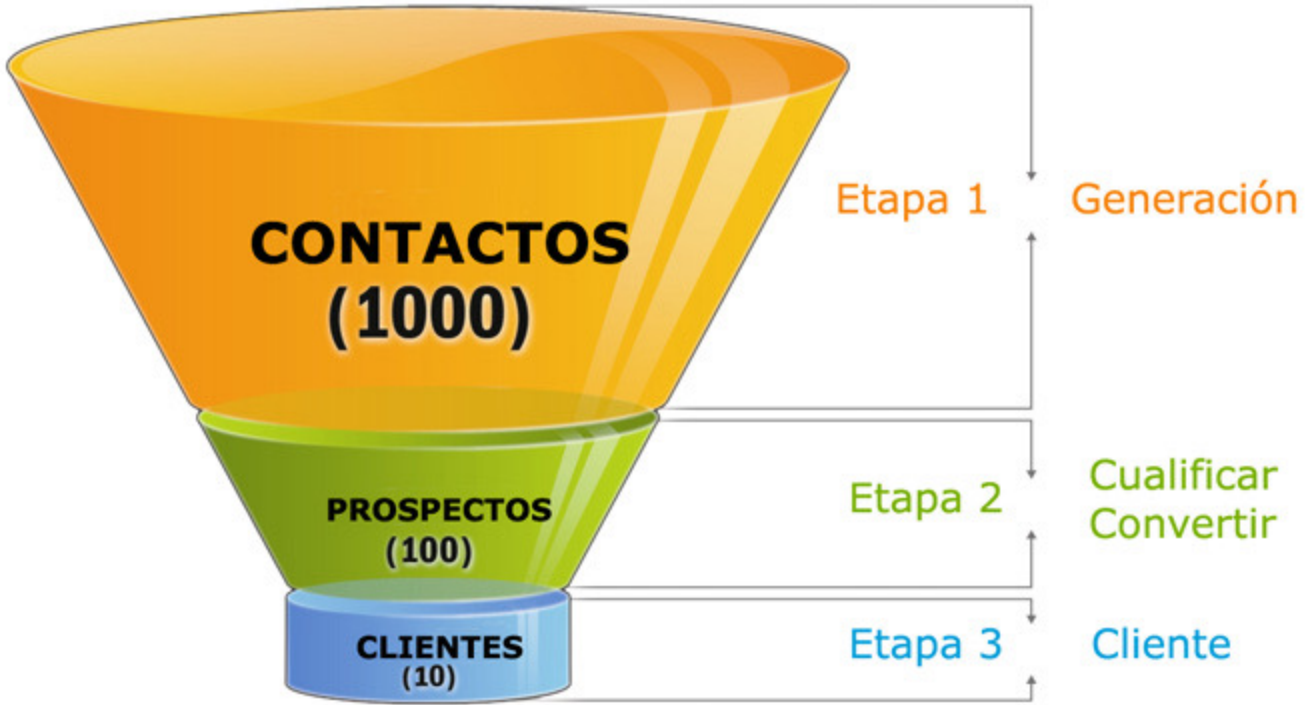 CONTACTOS
(1000)
Etapa 1
Generación
PROSPECTOS
(100)
Etapa 2
Cualificar
Convertir
CLIENTES
(10)
Etapa 3
Cliente